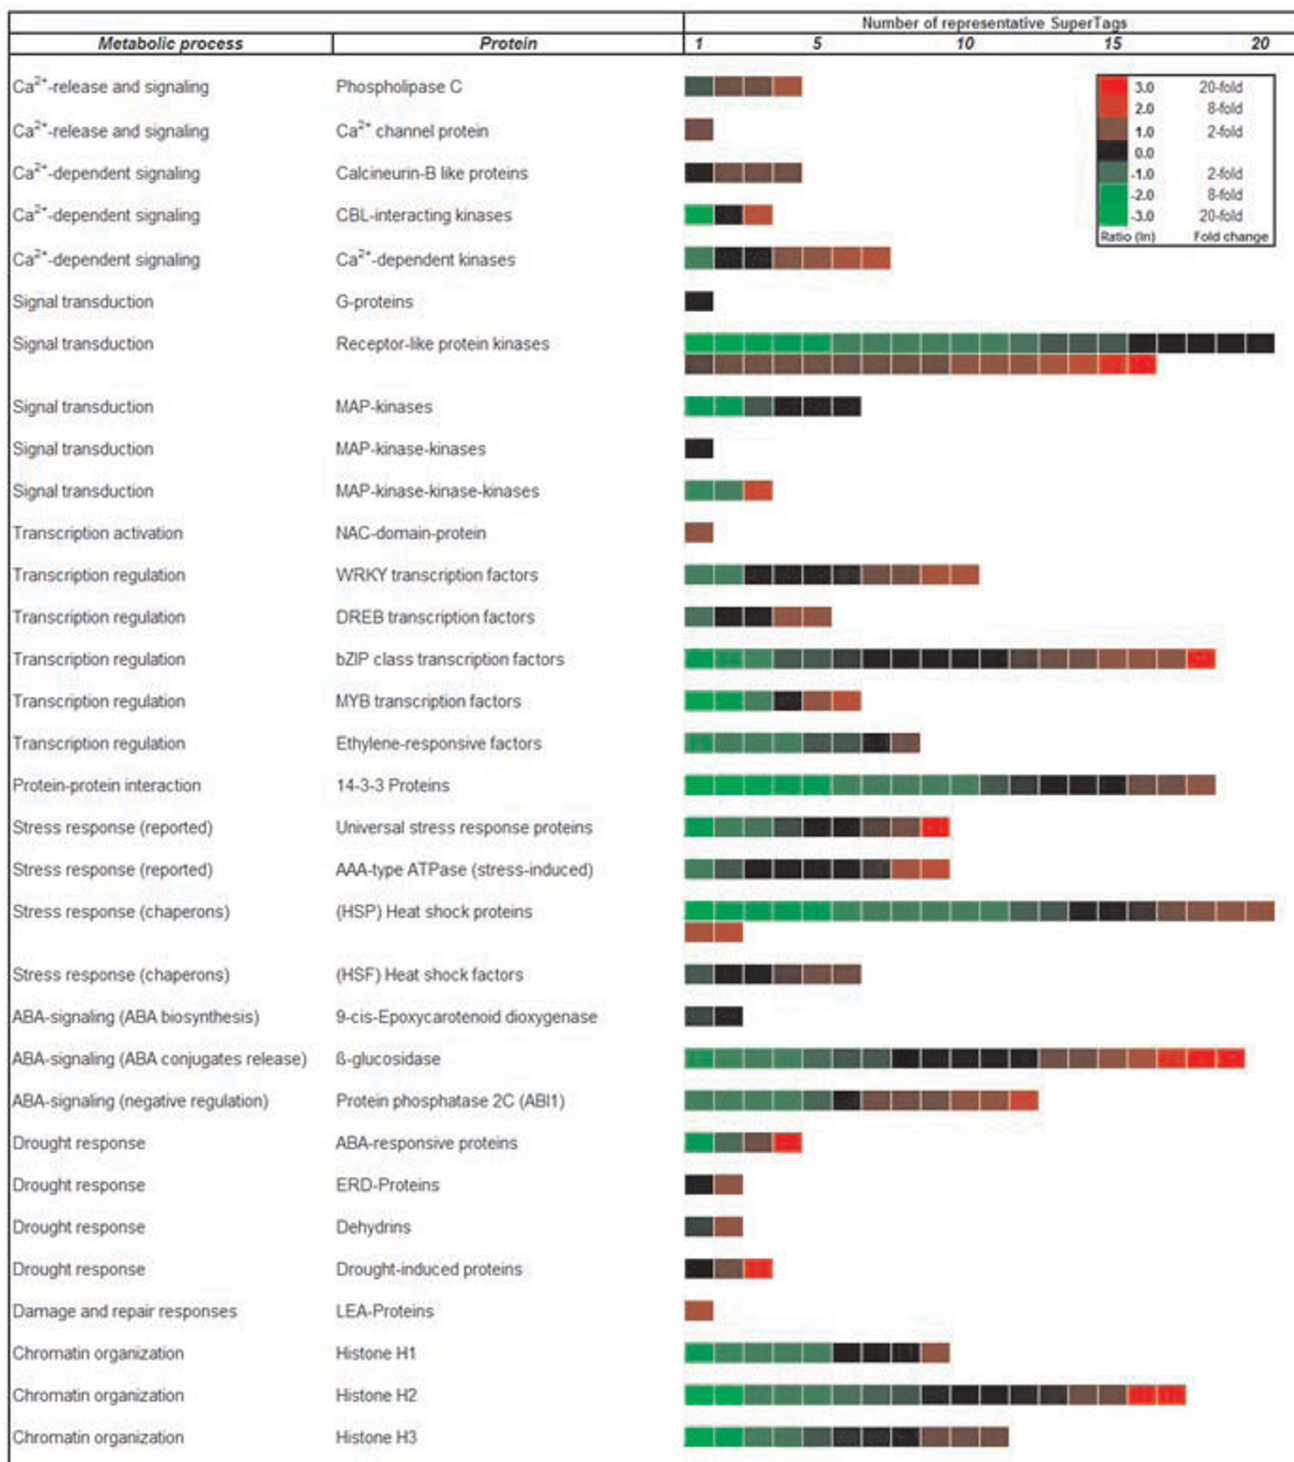 Number of representative SuperTags
Metabolic process Protein 1 5 10 15 20
Ca²⁺-release and signaling Phospholipase C
3.0 20-fold
2.0 8-fold
1.0 2-fold
0.0
-1.0 2-fold
-2.0 8-fold
-3.0 20-fold
Ratio (ln) Fold change
Ca²⁺-release and signaling Ca²⁺ channel protein
Ca²⁺-dependent signaling Calcineurin-B like proteins
Ca²⁺-dependent signaling CBL-interacting kinases
Ca²⁺-dependent signaling Ca²⁺-dependent kinases
Signal transduction G-proteins
Signal transduction Receptor-like protein kinases
Signal transduction MAP-kinases
Signal transduction MAP-kinase-kinases
Signal transduction MAP-kinase-kinase-kinases
Transcription activation NAC-domain-protein
Transcription regulation WRKY transcription factors
Transcription regulation DREB transcription factors
Transcription regulation bZIP class transcription factors
Transcription regulation MYB transcription factors
Transcription regulation Ethylene-responsive factors
Protein-protein interaction 14-3-3 Proteins
Stress response (reported) Universal stress response proteins
Stress response (reported) AAA-type ATPase (stress-induced)
Stress response (chaperons) (HSP) Heat shock proteins
Stress response (chaperons) (HSF) Heat shock factors
ABA-signaling (ABA biosynthesis) 9-cis-Epoxycarotenoid dioxygenase
ABA-signaling (ABA conjugates release) ß-glucosidase
ABA-signaling (negative regulation) Protein phosphatase 2C (ABI1)
Drought response ABA-responsive proteins
Drought response ERD-Proteins
Drought response Dehydrins
Drought response Drought-induced proteins
Damage and repair responses LEA-Proteins
Chromatin organization Histone H1
Chromatin organization Histone H2
Chromatin organization Histone H3